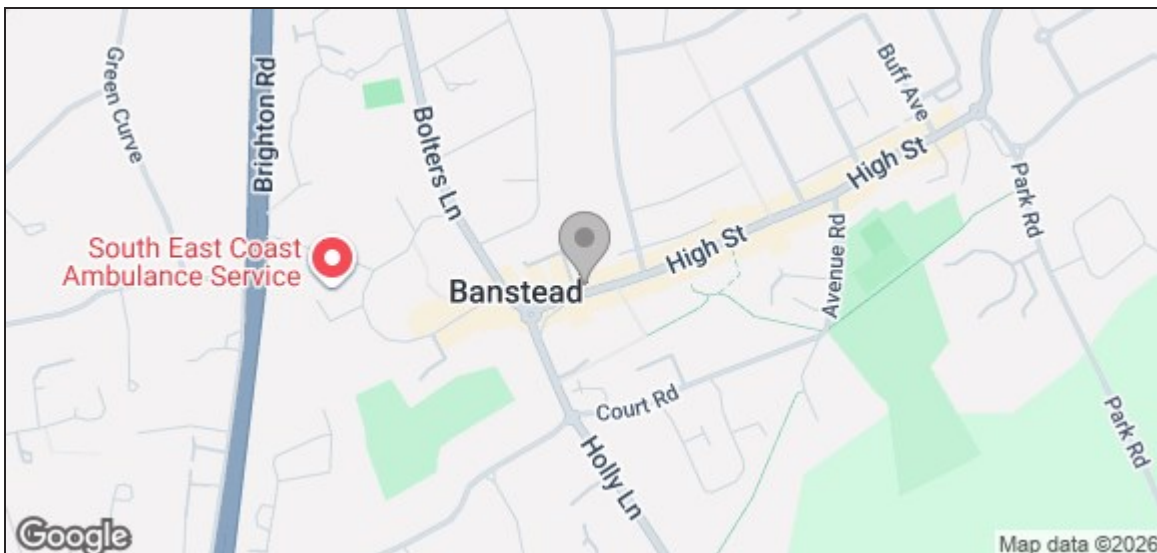 Green Curve
Brighton Rd
Bolters Ln
Buff Ave
High St
Park Rd
South East Coast
Ambulance Service
High St
Avenue Rd
Banstead
Court Rd
Park Rd
Holly Ln
Google
Map data ©2026